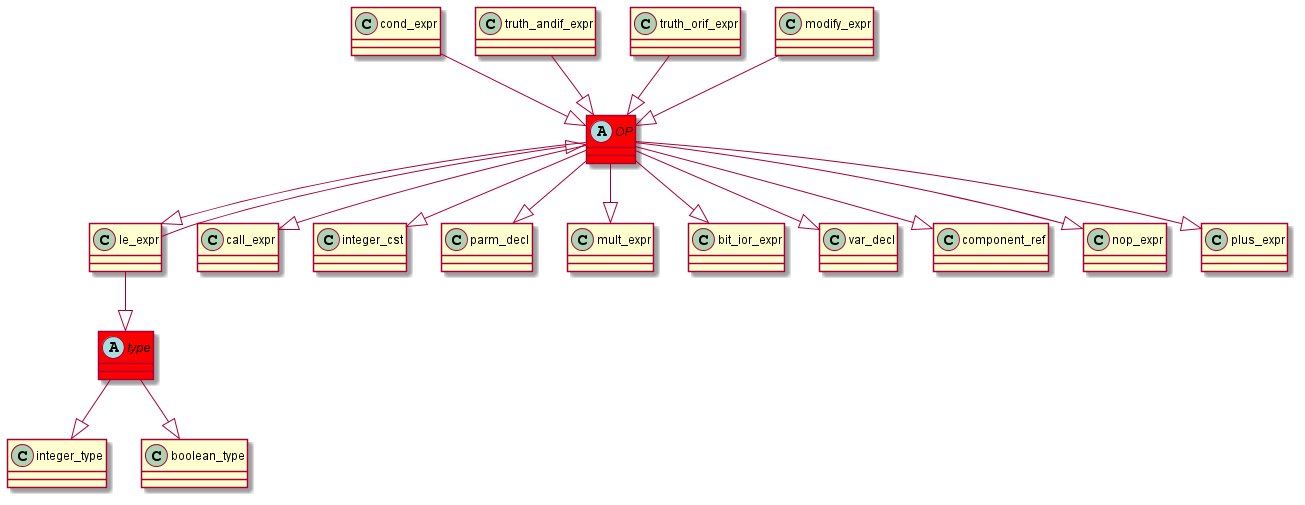 C cond_expr
C truth_andif_expr
C truth_orif_expr
C modify_expr
A OP
C le_expr
C call_expr
C integer_cst
C parm_decl
C mult_expr
C bit_ior_expr
C var_decl
C component_ref
C nop_expr
C plus_expr
A type
C integer_type
C boolean_type